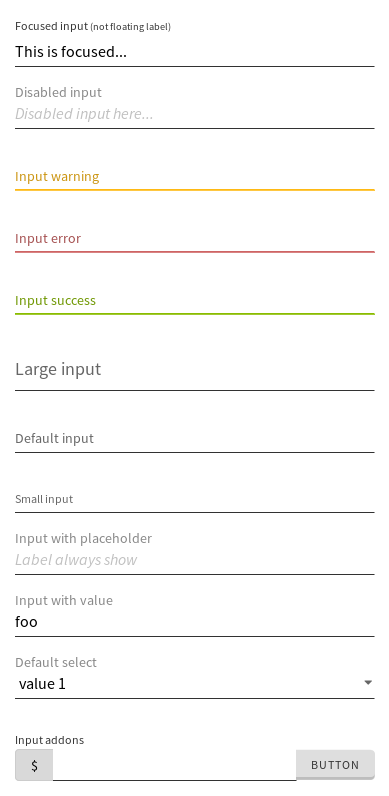 Focused input (not floating label)
This is focused...
Disabled input
Disabled input here...
Input warning
Input error
Input success
Large input
Default input
Small input
Input with placeholder
Label always show
Input with value
foo
Default select
value 1
Input addons
$ BUTTON